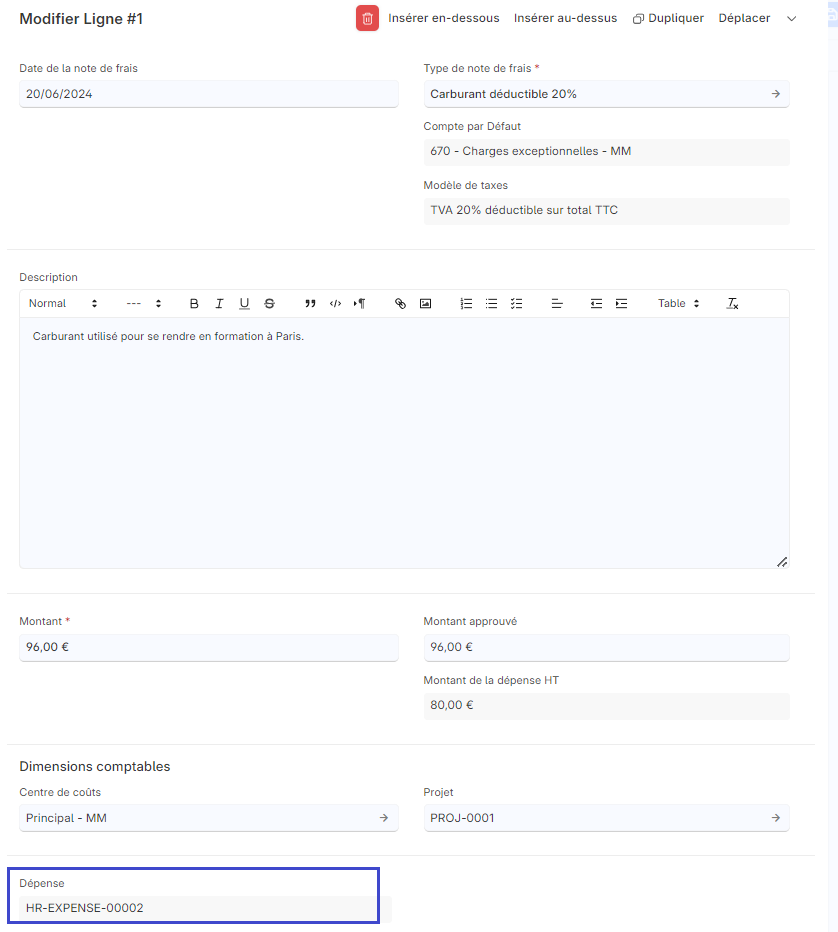 Modifier Ligne #1
Insérer en-dessous Insérer au-dessus Dupliquer Déplacer
Date de la note de frais
20/06/2024
Type de note de frais *
Carburant déductible 20%
Compte par Défaut
670 - Charges exceptionnelles - MM
Modèle de taxes
TVA 20% déductible sur total TTC
Description
Normal --- B I U S Table
Carburant utilisé pour se rendre en formation à Paris.
Montant *
96,00 €
Montant approuvé
96,00 €
Montant de la dépense HT
80,00 €
Dimensions comptables
Centre de coûts
Principal - MM
Projet
PROJ-0001
Dépense
HR-EXPENSE-00002